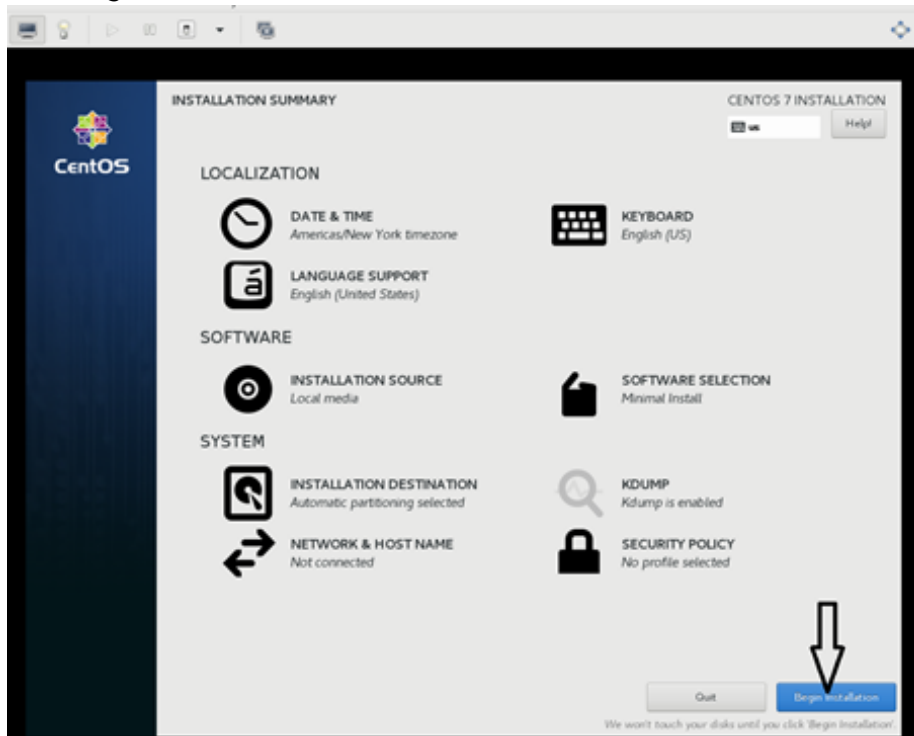 INSTALLATION SUMMARY
CENTOS 7 INSTALLATION
us
Help!
CentOS
LOCALIZATION
DATE & TIME
Americas/New York timezone
KEYBOARD
English (US)
LANGUAGE SUPPORT
English (United States)
SOFTWARE
INSTALLATION SOURCE
Local media
SOFTWARE SELECTION
Minimal Install
SYSTEM
INSTALLATION DESTINATION
Automatic partitioning selected
KDUMP
Kdump is enabled
NETWORK & HOST NAME
Not connected
SECURITY POLICY
No profile selected
Quit
Begin Installation
We won't touch your disks until you click 'Begin Installation'.